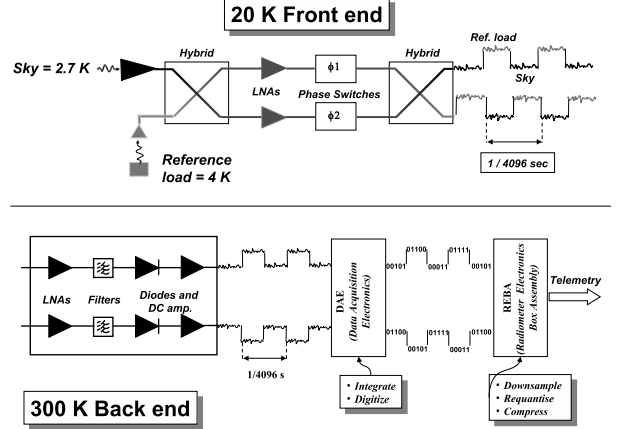 20 K Front end
Hybrid
Hybrid
Ref. load
Sky = 2.7 K
ϕ1
Sky
LNAs
Phase Switches
ϕ2
Reference
load = 4 K
1 / 4096 sec
LNAs
Filters
Diodes and
DC amp.
1/4096 s
DAE
(Data Acquisition
Electronics)
01100
01111
00101
00011
00101
01100
01111
01100
00101
00011
REBA
(Radiometer Electronics
Box Assembly)
Telemetry
• Integrate
• Digitize
• Downsample
• Requantise
• Compress
300 K Back end